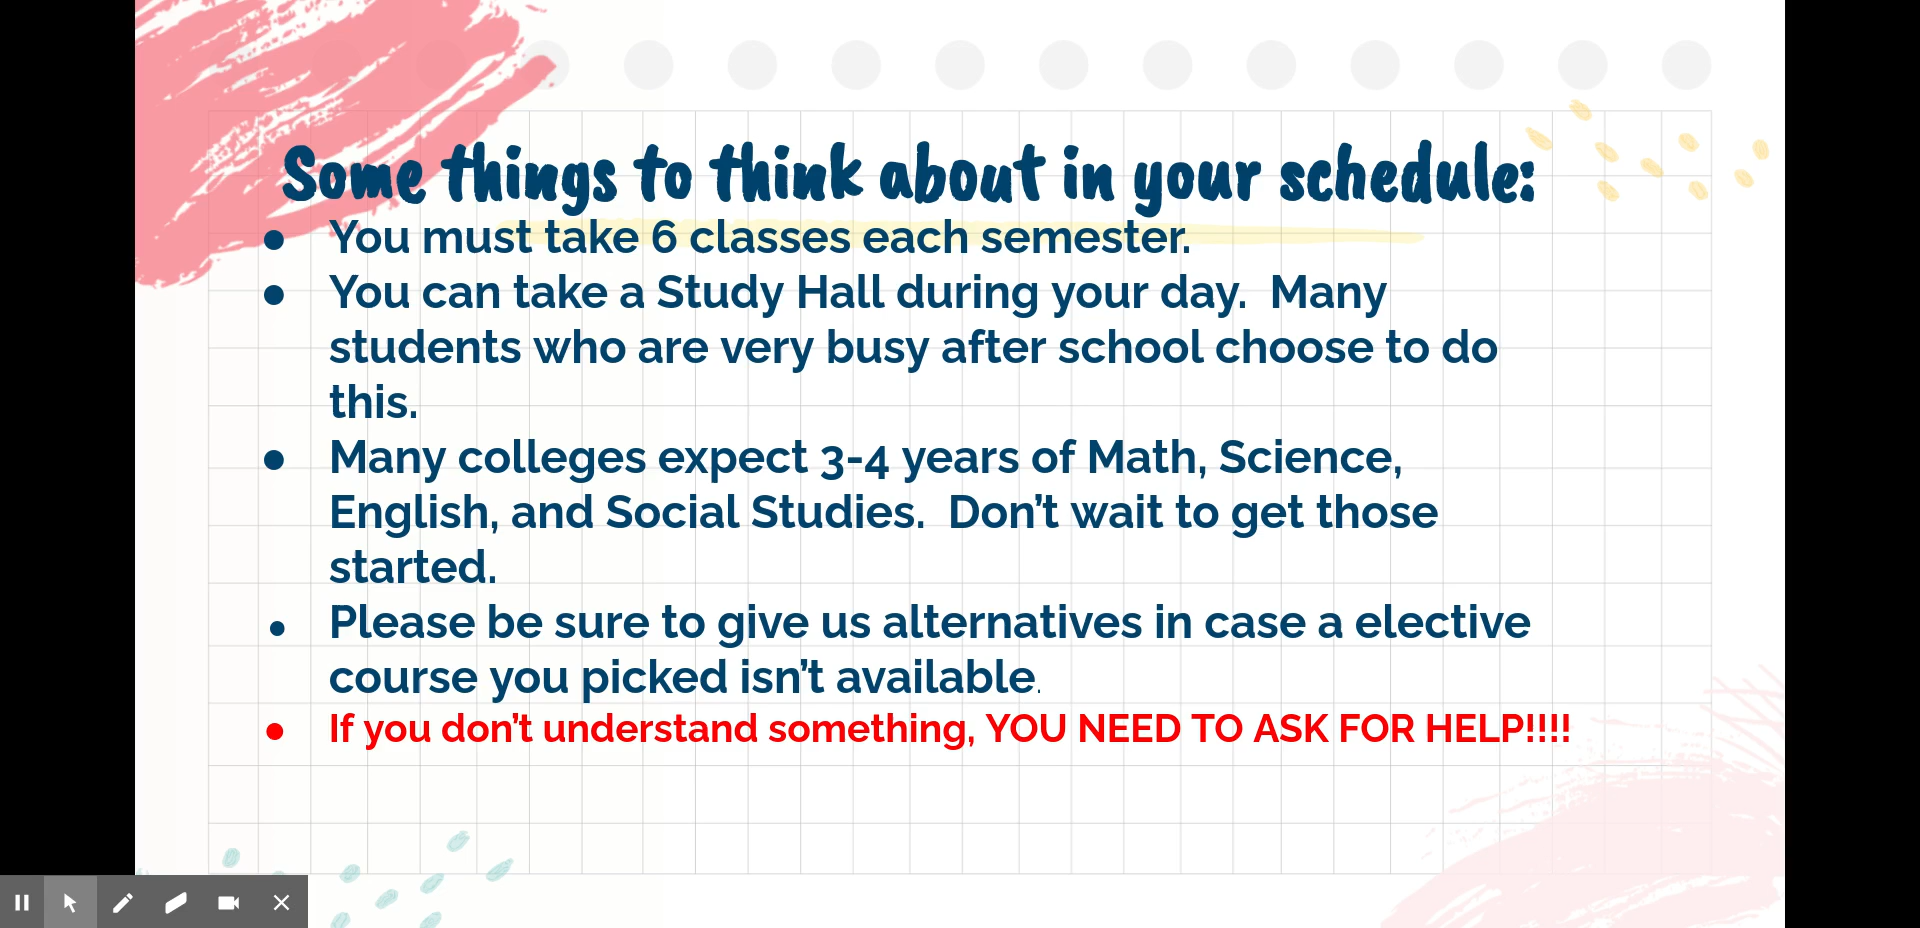 Some things to think about in your schedule:
● You must take 6 classes each semester.
● You can take a Study Hall during your day.  Many
students who are very busy after school choose to do
this.
● Many colleges expect 3-4 years of Math, Science,
English, and Social Studies.  Don’t wait to get those
started.
● Please be sure to give us alternatives in case a elective
course you picked isn’t available.
● If you don’t understand something, YOU NEED TO ASK FOR HELP!!!!